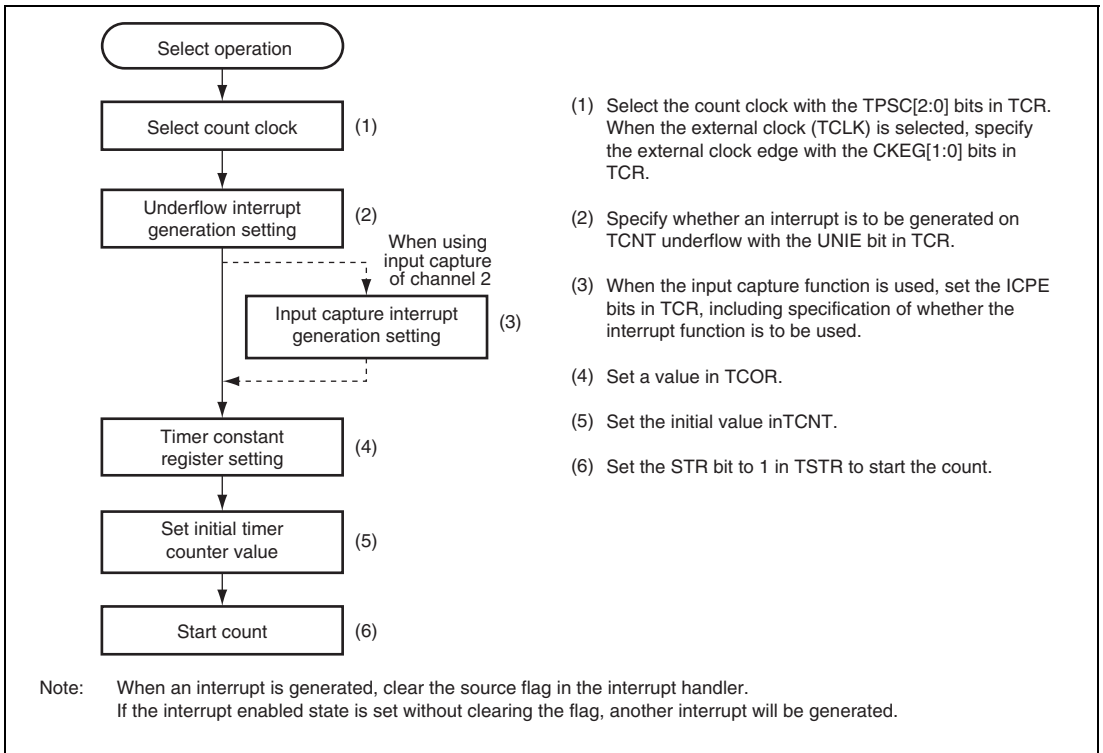 Select operation
Select count clock
(1)
Underflow interrupt
generation setting
(2)
When using
input capture
of channel 2
Input capture interrupt
generation setting
(3)
Timer constant
register setting
(4)
Set initial timer
counter value
(5)
Start count
(6)
(1) Select the count clock with the TPSC[2:0] bits in TCR.
When the external clock (TCLK) is selected, specify
the external clock edge with the CKEG[1:0] bits in
TCR.
(2) Specify whether an interrupt is to be generated on
TCNT underflow with the UNIE bit in TCR.
(3) When the input capture function is used, set the ICPE
bits in TCR, including specification of whether the
interrupt function is to be used.
(4) Set a value in TCOR.
(5) Set the initial value inTCNT.
(6) Set the STR bit to 1 in TSTR to start the count.
Note: When an interrupt is generated, clear the source flag in the interrupt handler.
If the interrupt enabled state is set without clearing the flag, another interrupt will be generated.